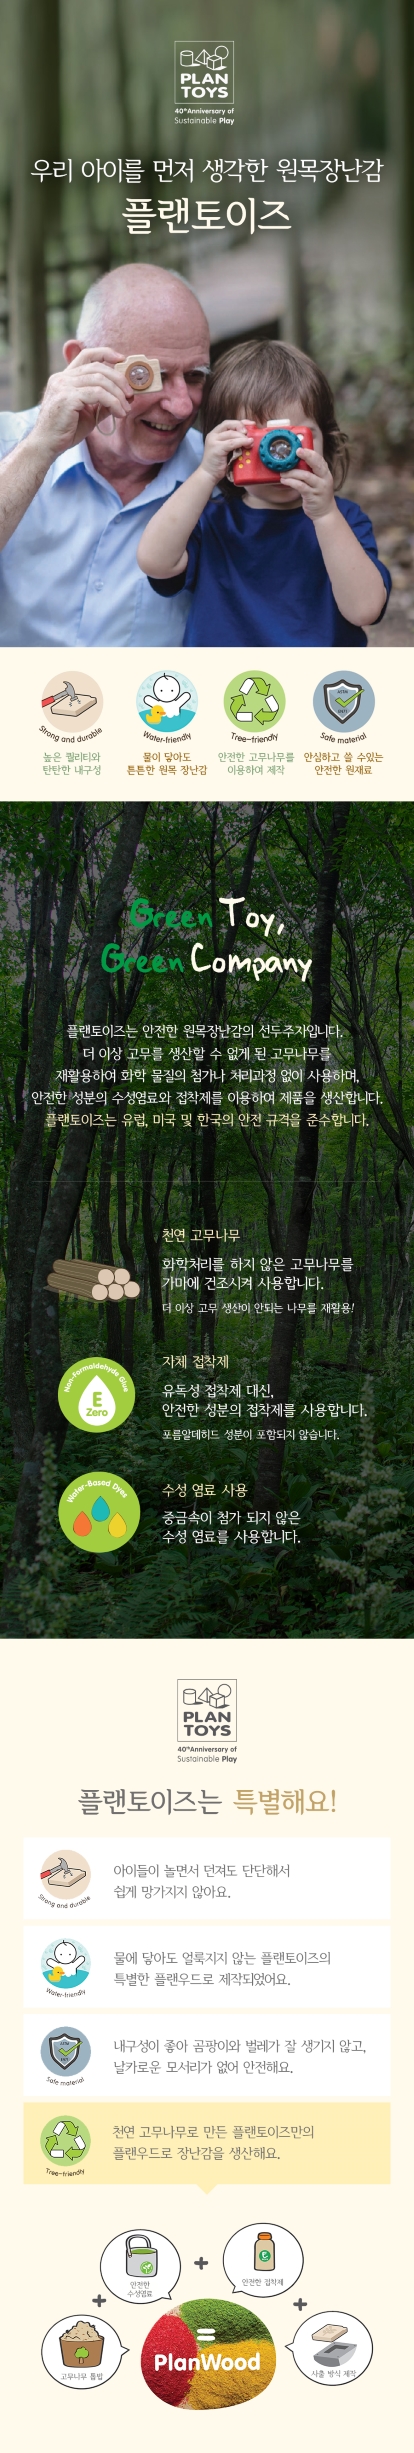 PLAN
TOYS
40thAnniversary of
Sustainable Play
우리 아이를 먼저 생각한 원목장난감
플랜토이즈
Strong and durable
Water-friendly
Tree-friendly
Safe material
높은 퀄리티와
탄탄한 내구성
물이 닿아도
튼튼한 원목 장난감
안전한 고무나무를
이용하여 제작
안심하고 쓸 수있는
안전한 원재료
Green Toy,
Green Company
플랜토이즈는 안전한 원목장난감의 선두주자입니다.
더 이상 고무를 생산할 수 없게 된 고무나무를
재활용하여 화학 물질의 첨가나 처리과정 없이 사용하며,
안전한 성분의 수성염료와 접착제를 이용하여 제품을 생산합니다.
플랜토이즈는 유럽, 미국 및 한국의 안전 규격을 준수합니다.
천연 고무나무
화학처리를 하지 않은 고무나무를
가마에 건조시켜 사용합니다.
더 이상 고무 생산이 안되는 나무를 재활용!
Non-Formaldehyde Glue
E
Zero
자체 접착제
유독성 접착제 대신,
안전한 성분의 접착제를 사용합니다.
포름알데히드 성분이 포함되지 않습니다.
Water-Based Dyes
수성 염료 사용
중금속이 첨가 되지 않은
수성 염료를 사용합니다.
PLAN
TOYS
40thAnniversary of
Sustainable Play
플랜토이즈는 특별해요!
Strong and durable
아이들이 놀면서 던져도 단단해서
쉽게 망가지지 않아요.
Water-friendly
물에 닿아도 얼룩지지 않는 플랜토이즈의
특별한 플랜우드로 제작되었어요.
Safe material
내구성이 좋아 곰팡이와 벌레가 잘 생기지 않고,
날카로운 모서리가 없어 안전해요.
Tree-friendly
천연 고무나무로 만든 플랜토이즈만의
플랜우드로 장난감을 생산해요.
안전한
수성염료
+
안전한 접착제
+
+
고무나무 톱밥
=
PlanWood
사출 방식 제작